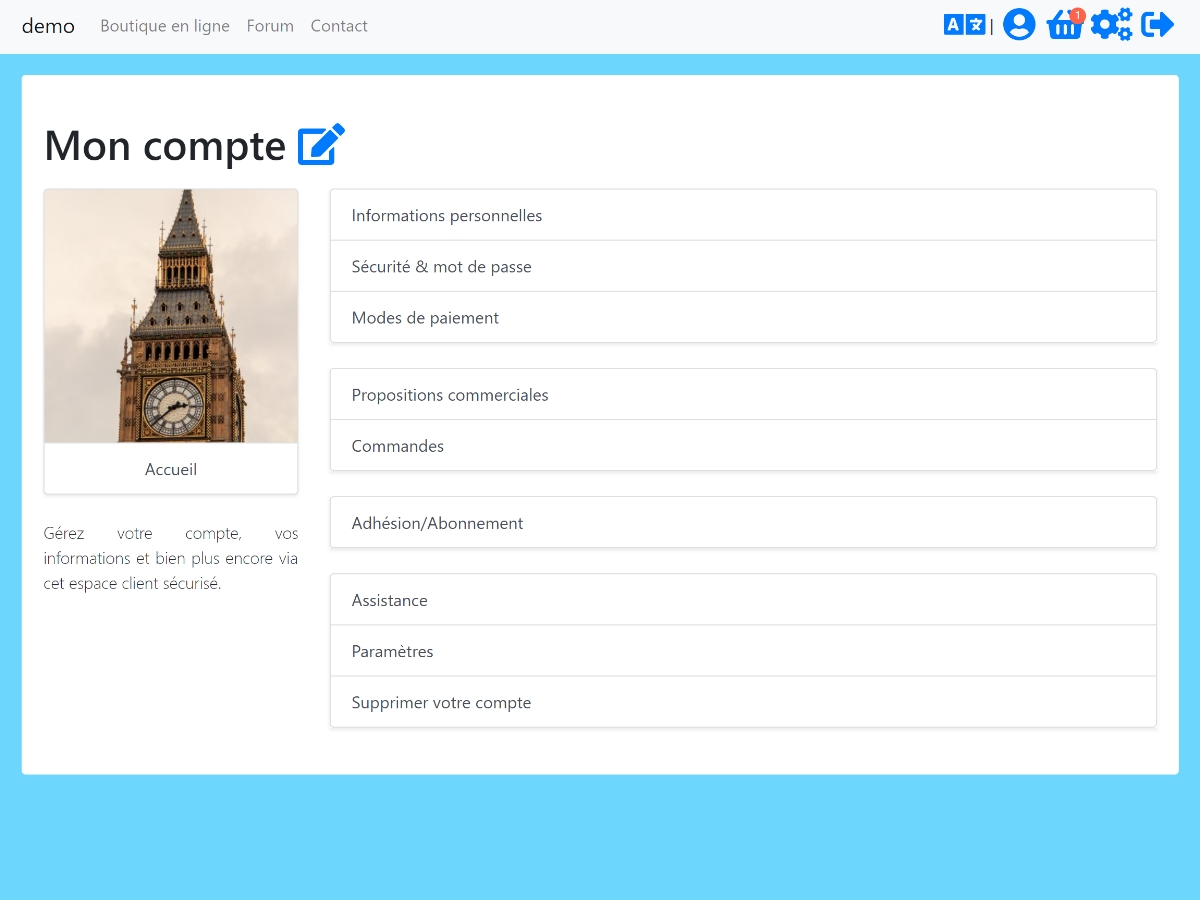 demo Boutique en ligne Forum Contact A | 1
Mon compte
Informations personnelles
Sécurité & mot de passe
Modes de paiement
Propositions commerciales
Commandes
Adhésion/Abonnement
Assistance
Paramètres
Supprimer votre compte
Accueil
Gérez votre compte, vos
informations et bien plus encore via
cet espace client sécurisé.